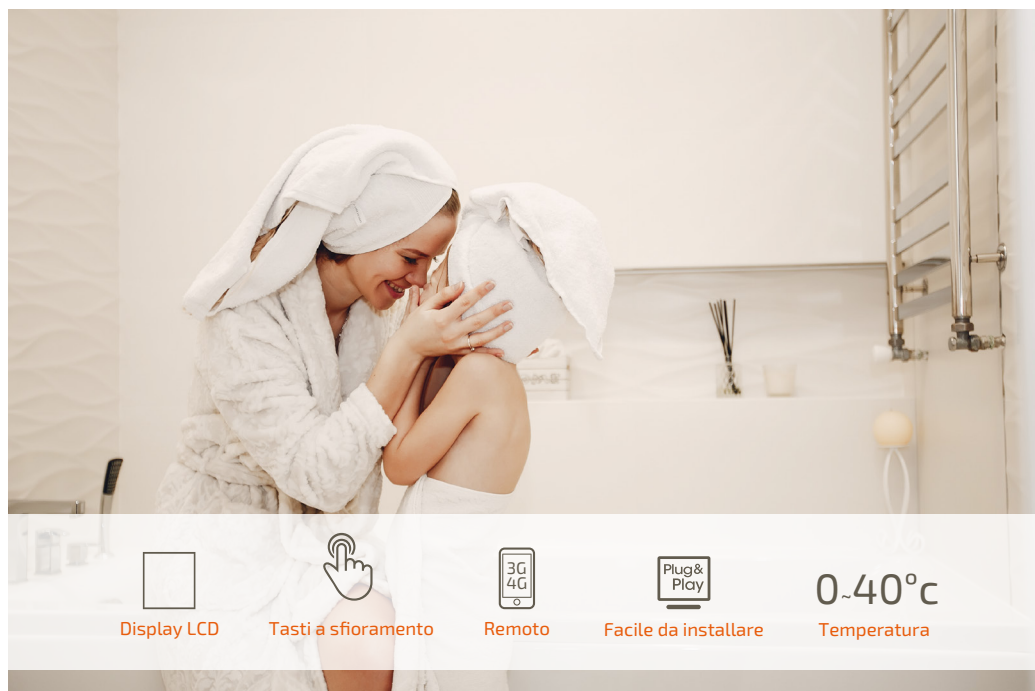 3G
4G
Plug&
Play
0~40°c
Display LCD
Tasti a sfioramento
Remoto
Facile da installare
Temperatura